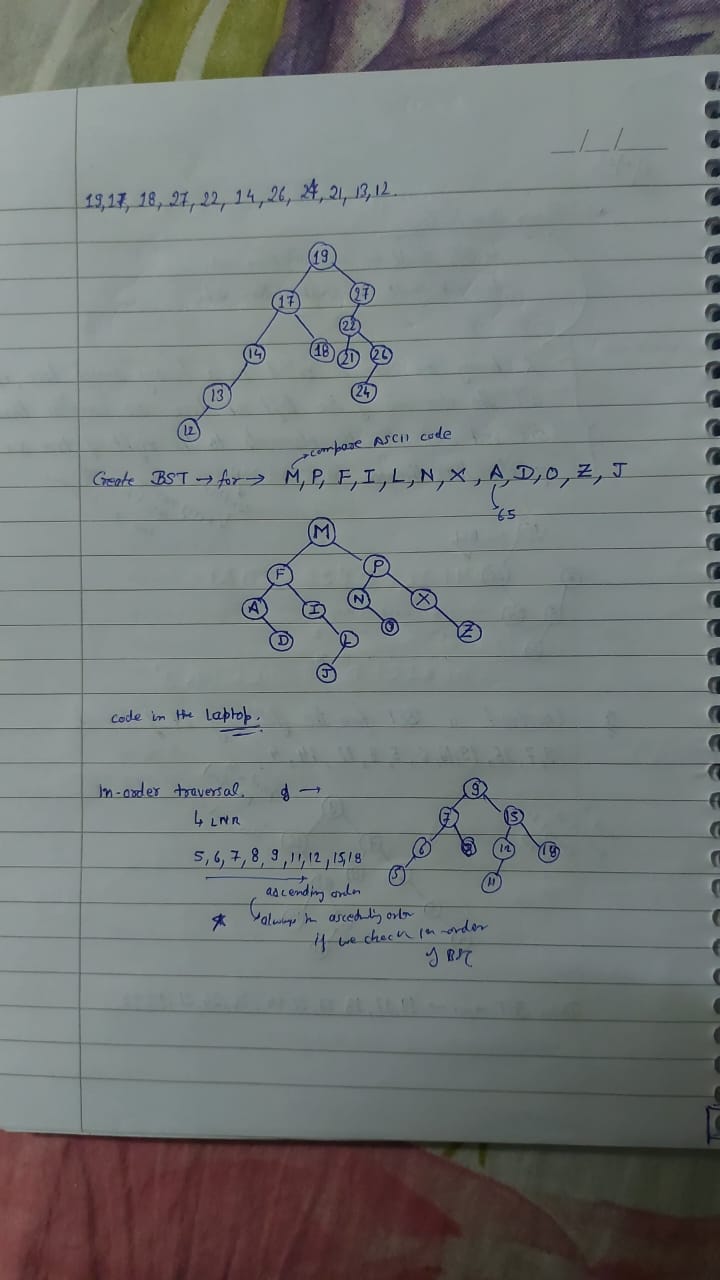 _/_/_
19,17, 18, 27, 22, 14, 26, 24, 21, 13, 12.
19
17 27
22
14 18 21 26
13 24
12
compare ASCII code
Create BST → for → M, P, F, I, L, N, X, A, D, O, Z, J
65
M
F P
A I N X
D L O Z
J
code in the laptop.
In-order traversal. of →
↳ LNR
5, 6, 7, 8, 9, 11, 12, 15, 18
ascending order
* always in ascending order
if we check in-order
of BST
9
7 15
6 8 12 18
5 11